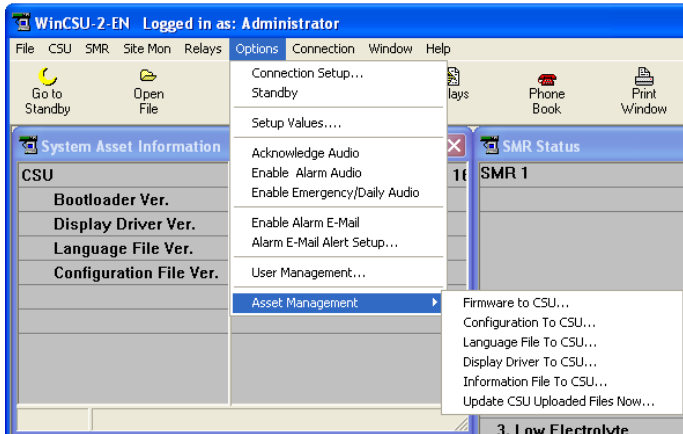 WinCSU-2-EN Logged in as: Administrator
File CSU SMR Site Mon Relays Options Connection Window Help
Go to Standby
Open File
lays
Phone Book
Print Window
Connection Setup...
Standby
Setup Values....
Acknowledge Audio
Enable Alarm Audio
Enable Emergency/Daily Audio
Enable Alarm E-Mail
Alarm E-Mail Alert Setup...
User Management...
Asset Management
Firmware to CSU...
Configuration To CSU...
Language File To CSU...
Display Driver To CSU...
Information File To CSU...
Update CSU Uploaded Files Now...
System Asset Information
CSU
Bootloader Ver.
Display Driver Ver.
Language File Ver.
Configuration File Ver.
SMR Status
SMR 1
3. Low Electrolyte